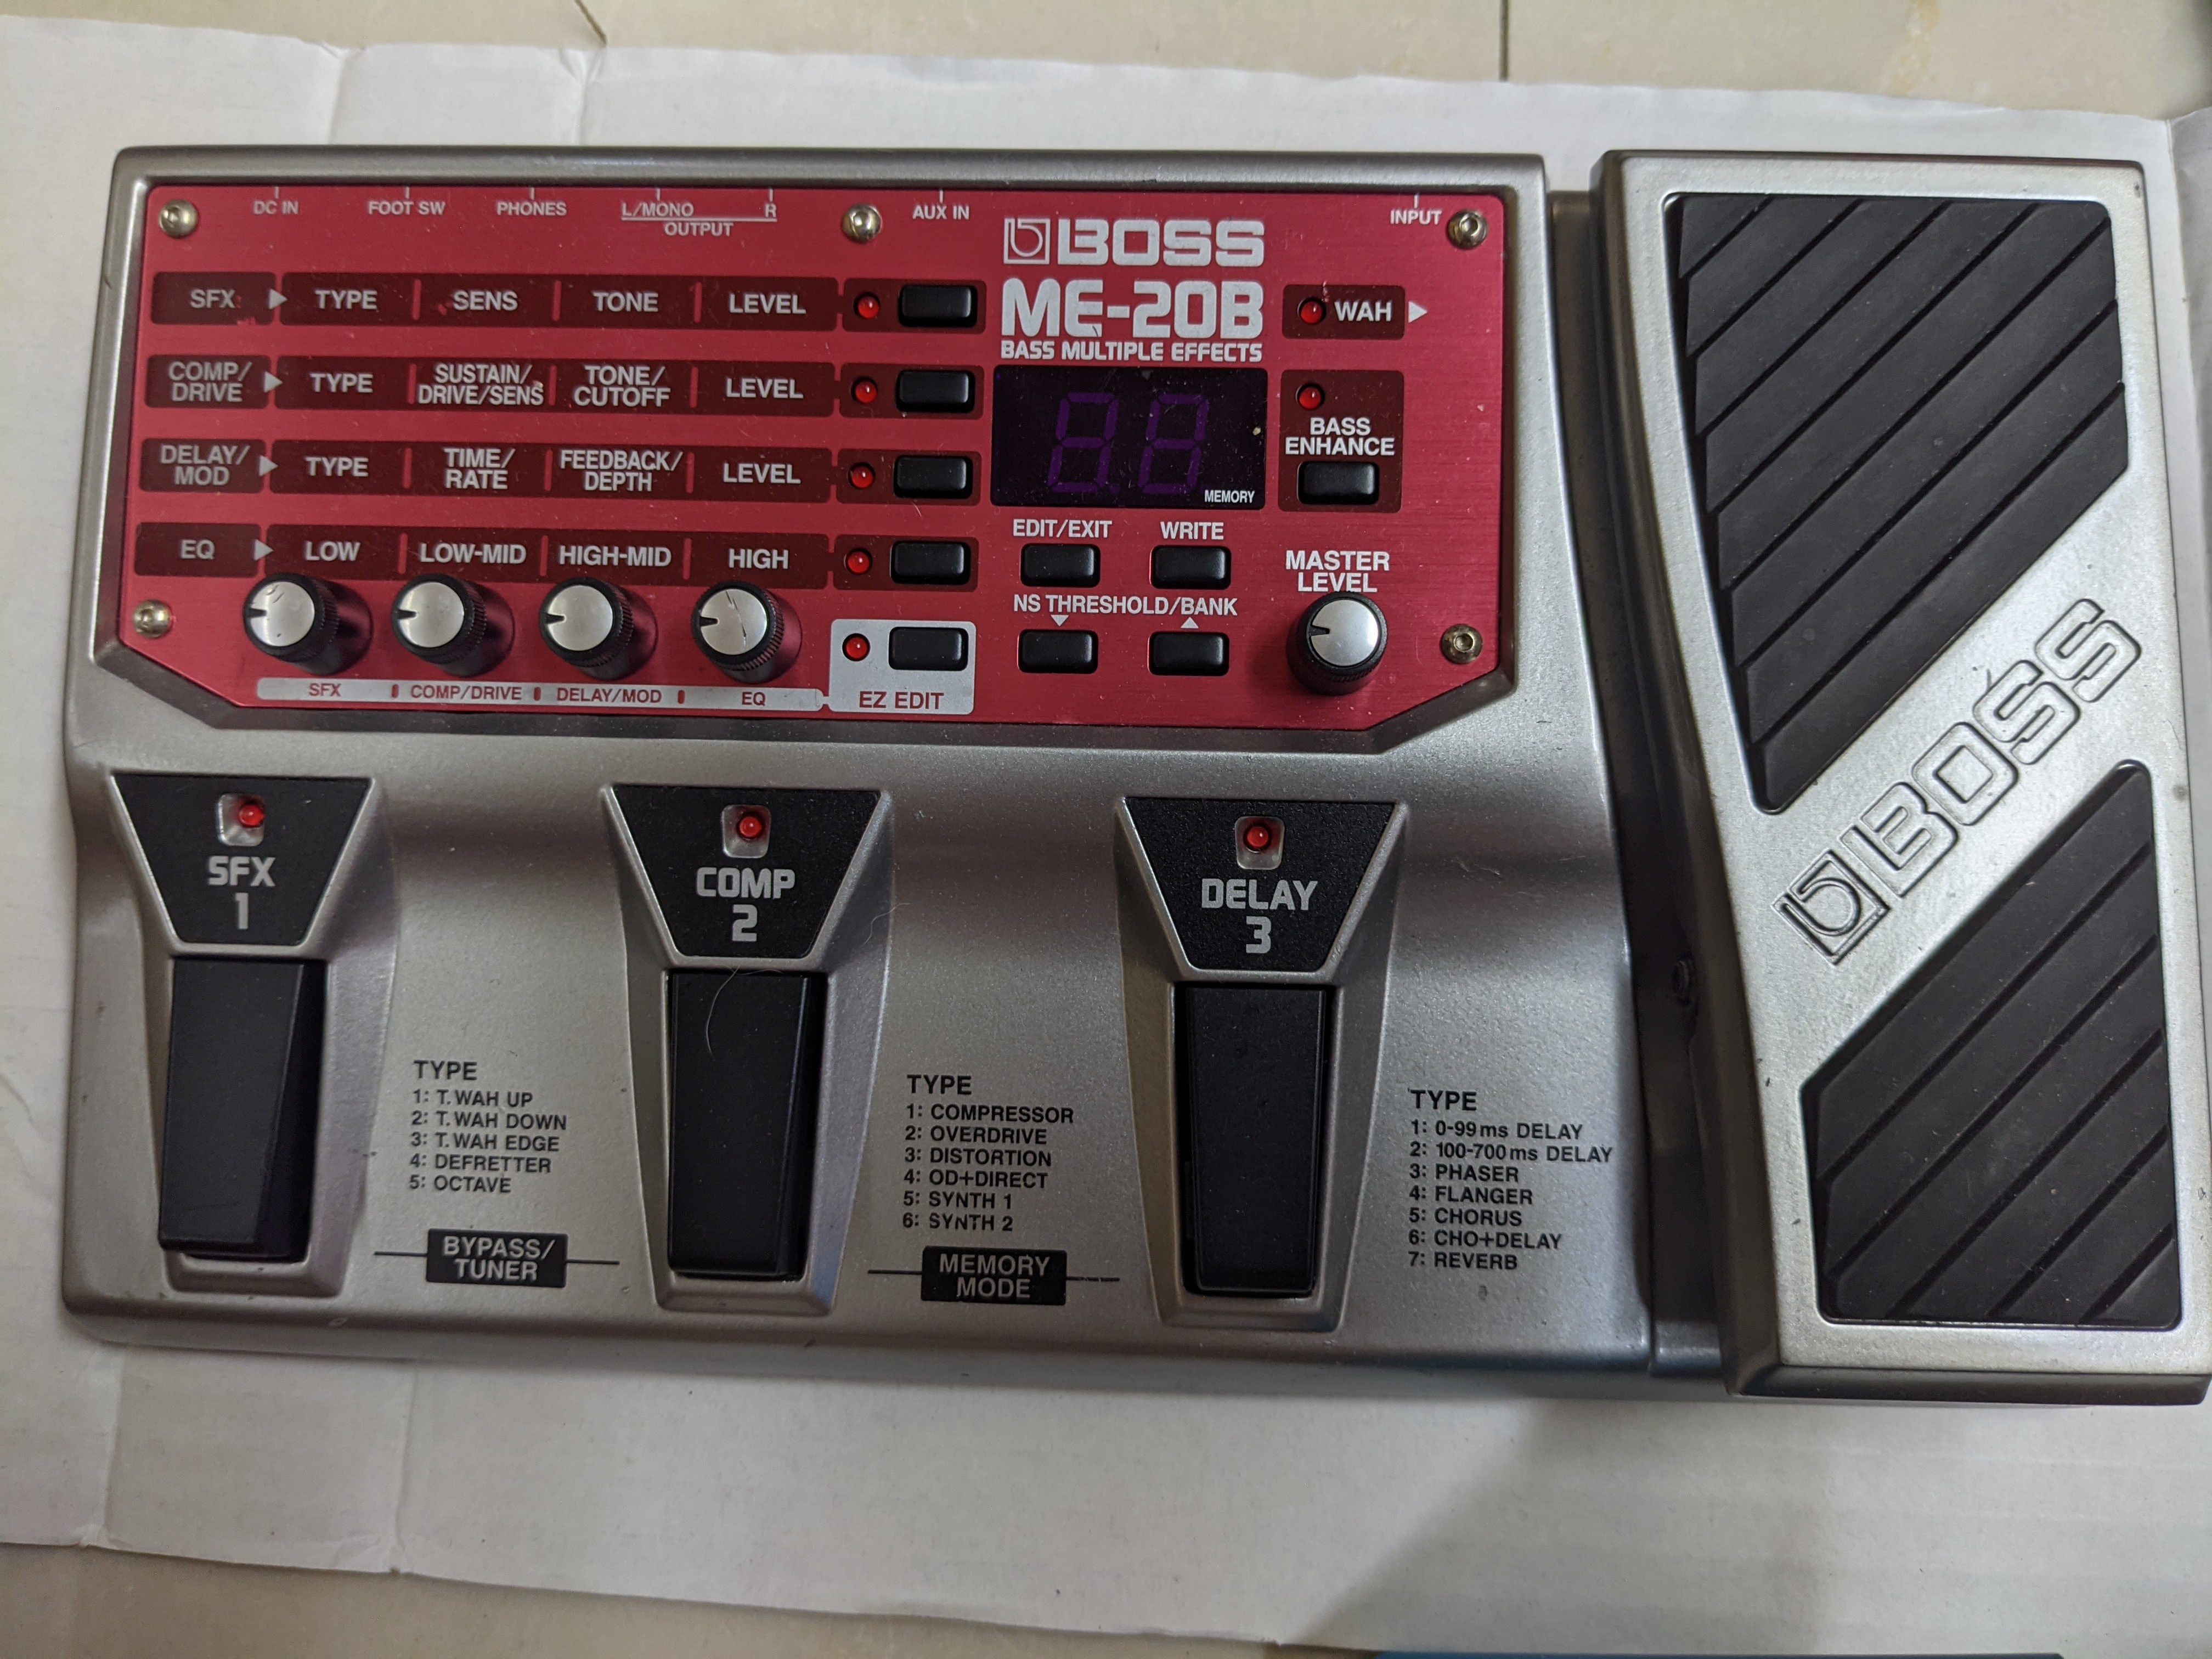 DC IN FOOT SW PHONES L/MONO R AUX IN INPUT
OUTPUT
BOSS
ME-20B
BASS MULTIPLE EFFECTS
SFX TYPE SENS TONE LEVEL
COMP/
DRIVE
TYPE
SUSTAIN/
DRIVE/SENS
TONE/
CUTOFF
LEVEL
DELAY/
MOD
TYPE
TIME/
RATE
FEEDBACK/
DEPTH
LEVEL
EQ LOW LOW-MID HIGH-MID HIGH
SFX COMP/DRIVE DELAY/MOD EQ
EZ EDIT
MEMORY
EDIT/EXIT WRITE
NS THRESHOLD/BANK
WAH
BASS
ENHANCE
MASTER
LEVEL
BOSS
SFX
1
COMP
2
DELAY
3
TYPE
1: T.WAH UP
2: T.WAH DOWN
3: T.WAH EDGE
4: DEFRETTER
5: OCTAVE
BYPASS/
TUNER
TYPE
1: COMPRESSOR
2: OVERDRIVE
3: DISTORTION
4: OD+DIRECT
5: SYNTH 1
6: SYNTH 2
MEMORY
MODE
TYPE
1: 0-99ms DELAY
2: 100-700ms DELAY
3: PHASER
4: FLANGER
5: CHORUS
6: CHO+DELAY
7: REVERB